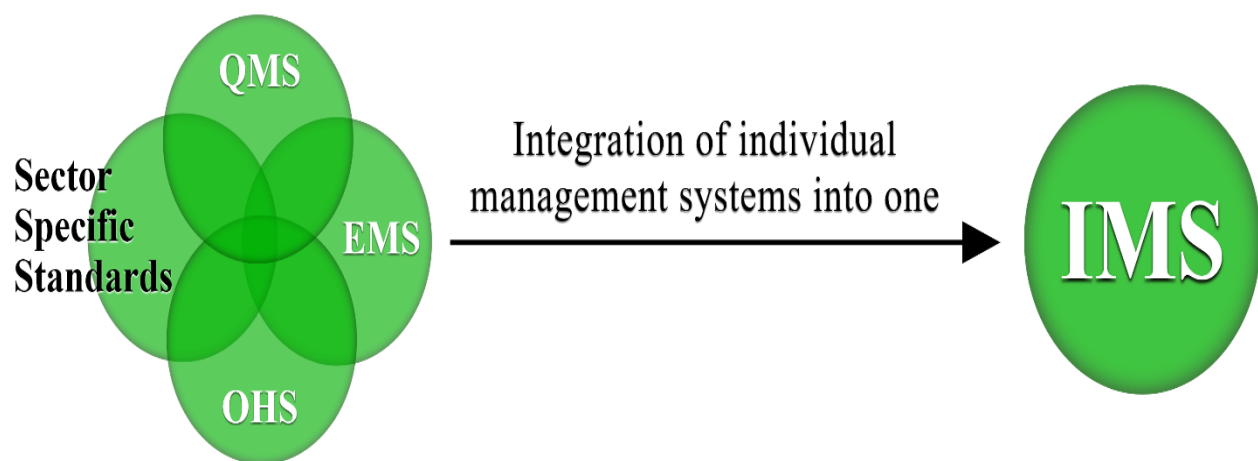 QMS
Sector
Specific
Standards
EMS
OHS
Integration of individual
management systems into one
IMS